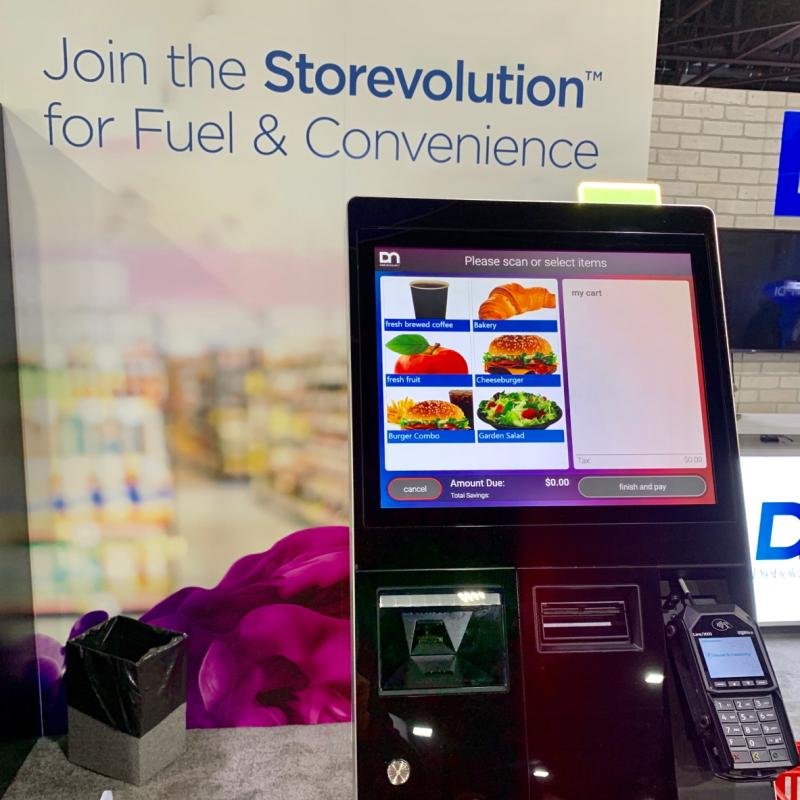 Join the Storevolution™
for Fuel & Convenience
DN
Please scan or select items
my cart
fresh brewed coffee
Bakery
fresh fruit
Cheeseburger
Burger Combo
Garden Salad
Tax: $0.00
cancel
Amount Due: $0.00
Total Savings:
finish and pay
D